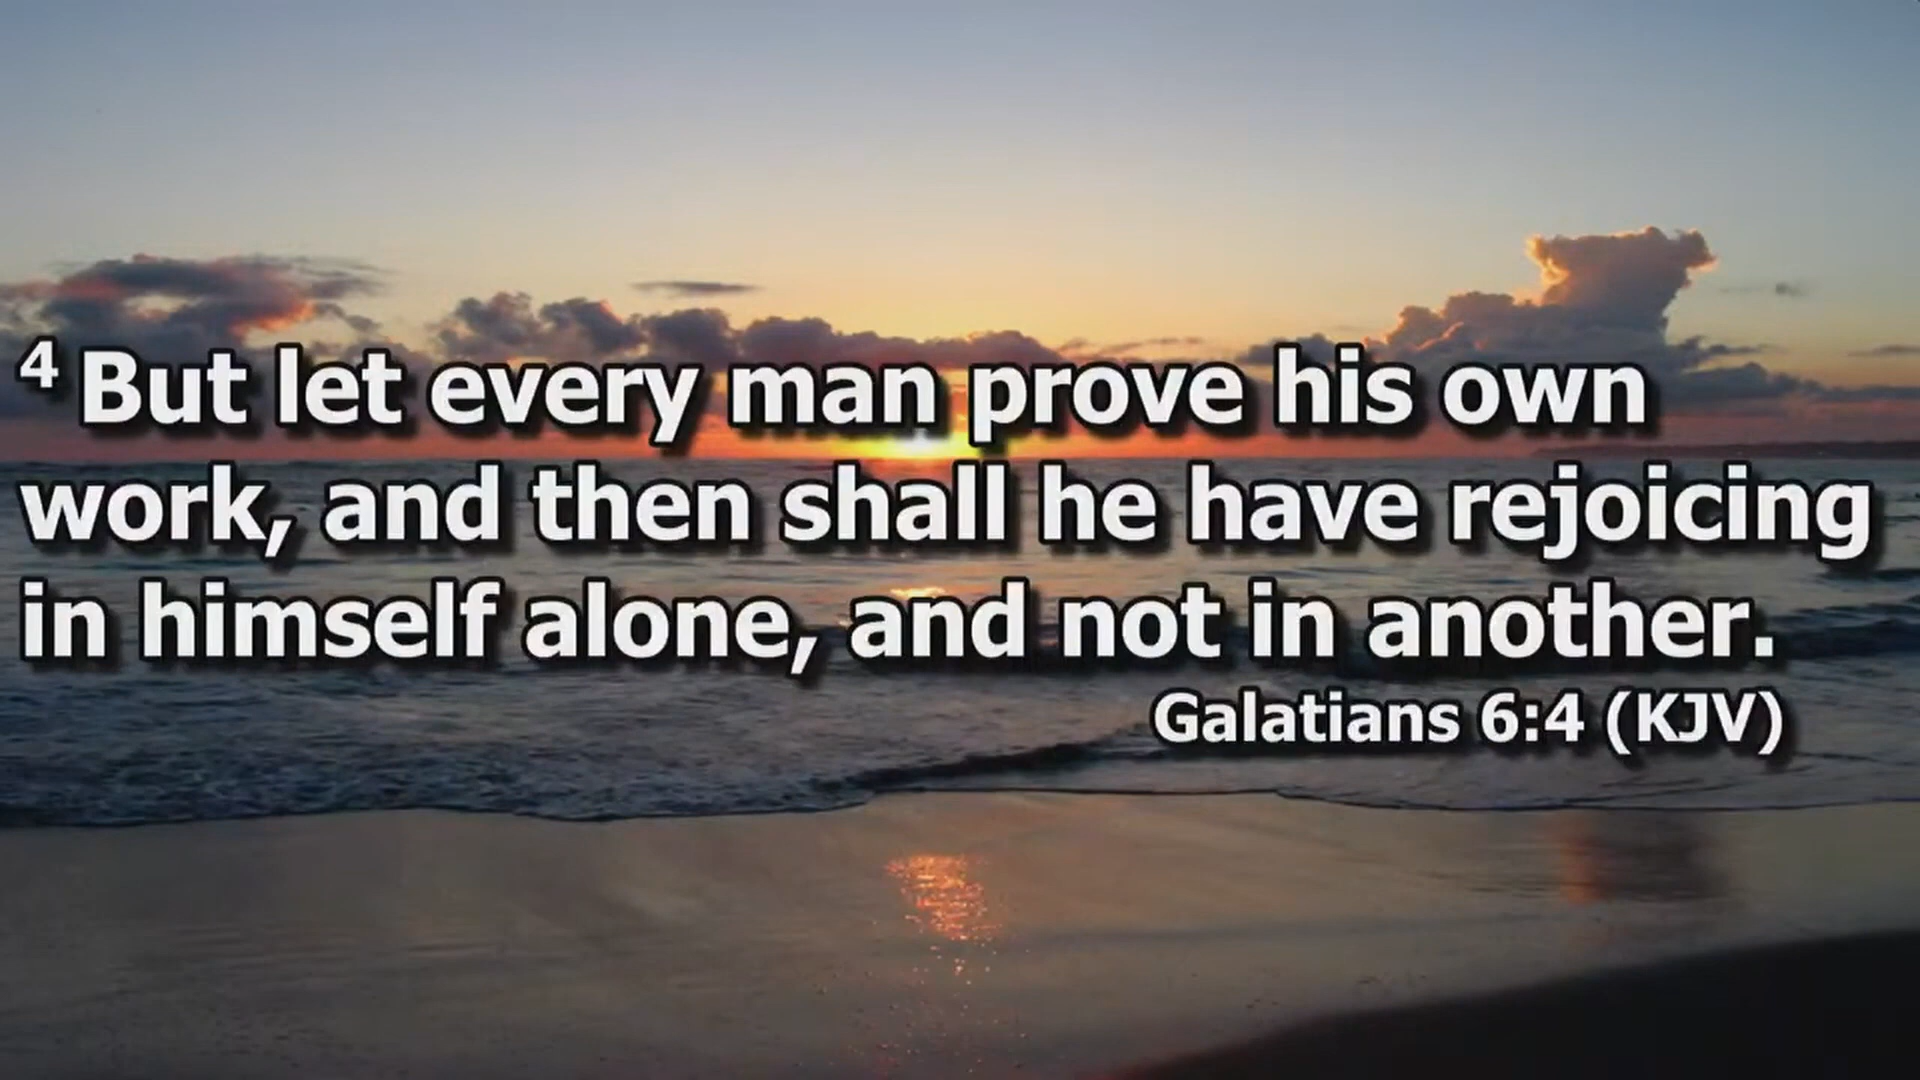 4 But let every man prove his own
work, and then shall he have rejoicing
in himself alone, and not in another.
Galatians 6:4 (KJV)